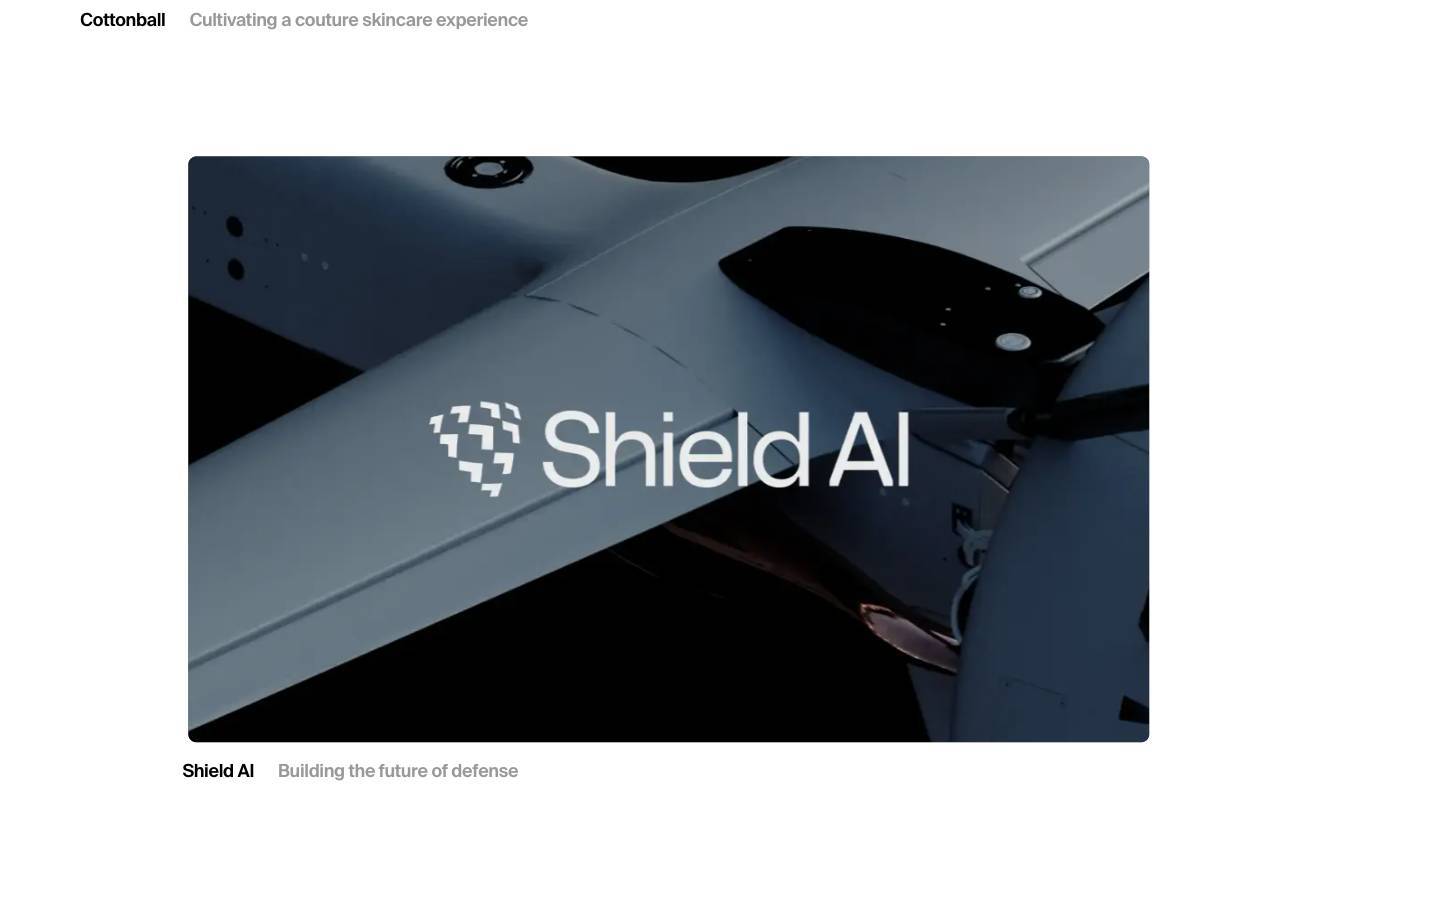 Cottonball Cultivating a couture skincare experience
Shield AI
Shield AI Building the future of defense